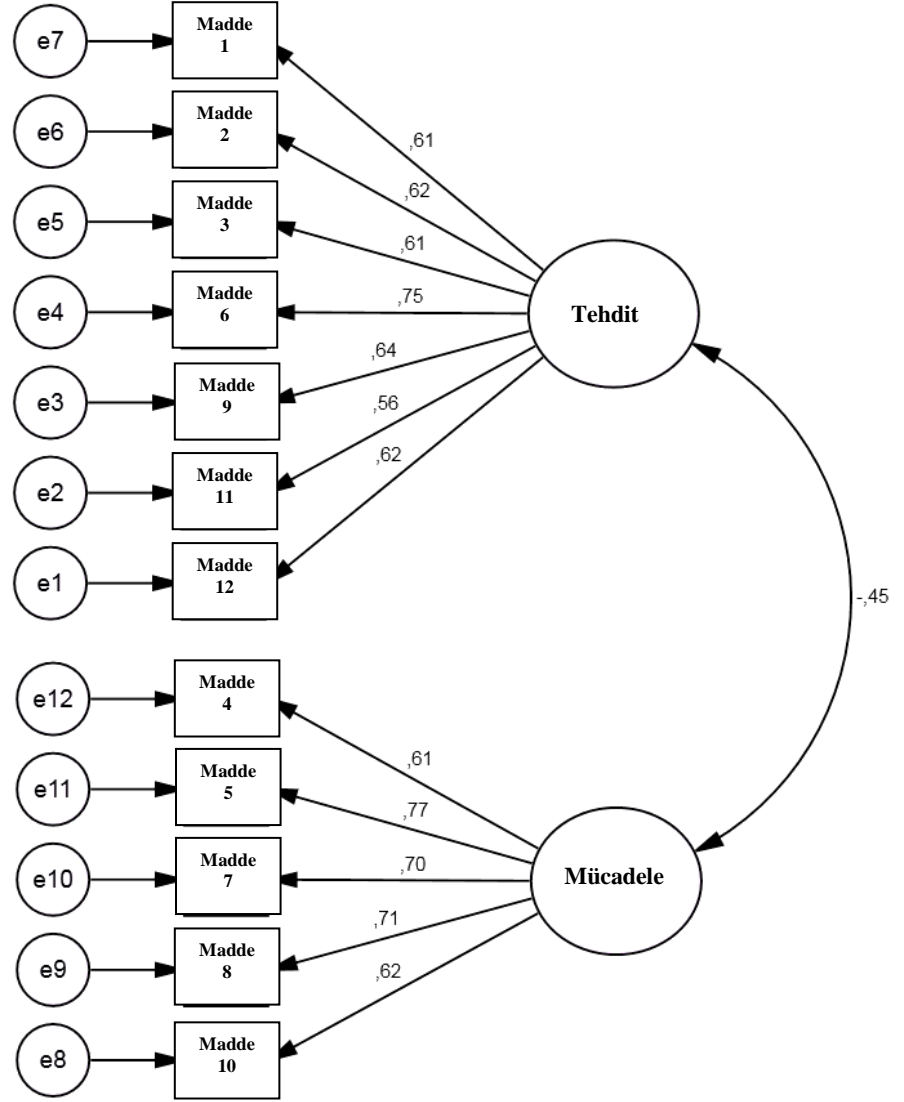 e7
Madde
1
,61
e6
Madde
2
,62
e5
Madde
3
,61
e4
Madde
6
,75
Tehdit
e3
Madde
9
,64
e2
Madde
11
,56
e1
Madde
12
,62
-,45
e12
Madde
4
,61
e11
Madde
5
,77
e10
Madde
7
,70
Mücadele
e9
Madde
8
,71
e8
Madde
10
,62